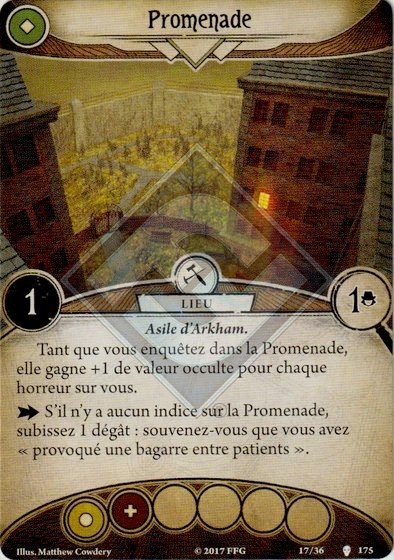 Promenade
1
LIEU
1
Asile d'Arkham.
Tant que vous enquêtez dans la Promenade,
elle gagne +1 de valeur occulte pour chaque
horreur sur vous.
S'il n'y a aucun indice sur la Promenade,
subissez 1 dégât : souvenez-vous que vous avez
« provoqué une bagarre entre patients ».
Illus. Matthew Cowdery
© 2017 FFG
17/36
175